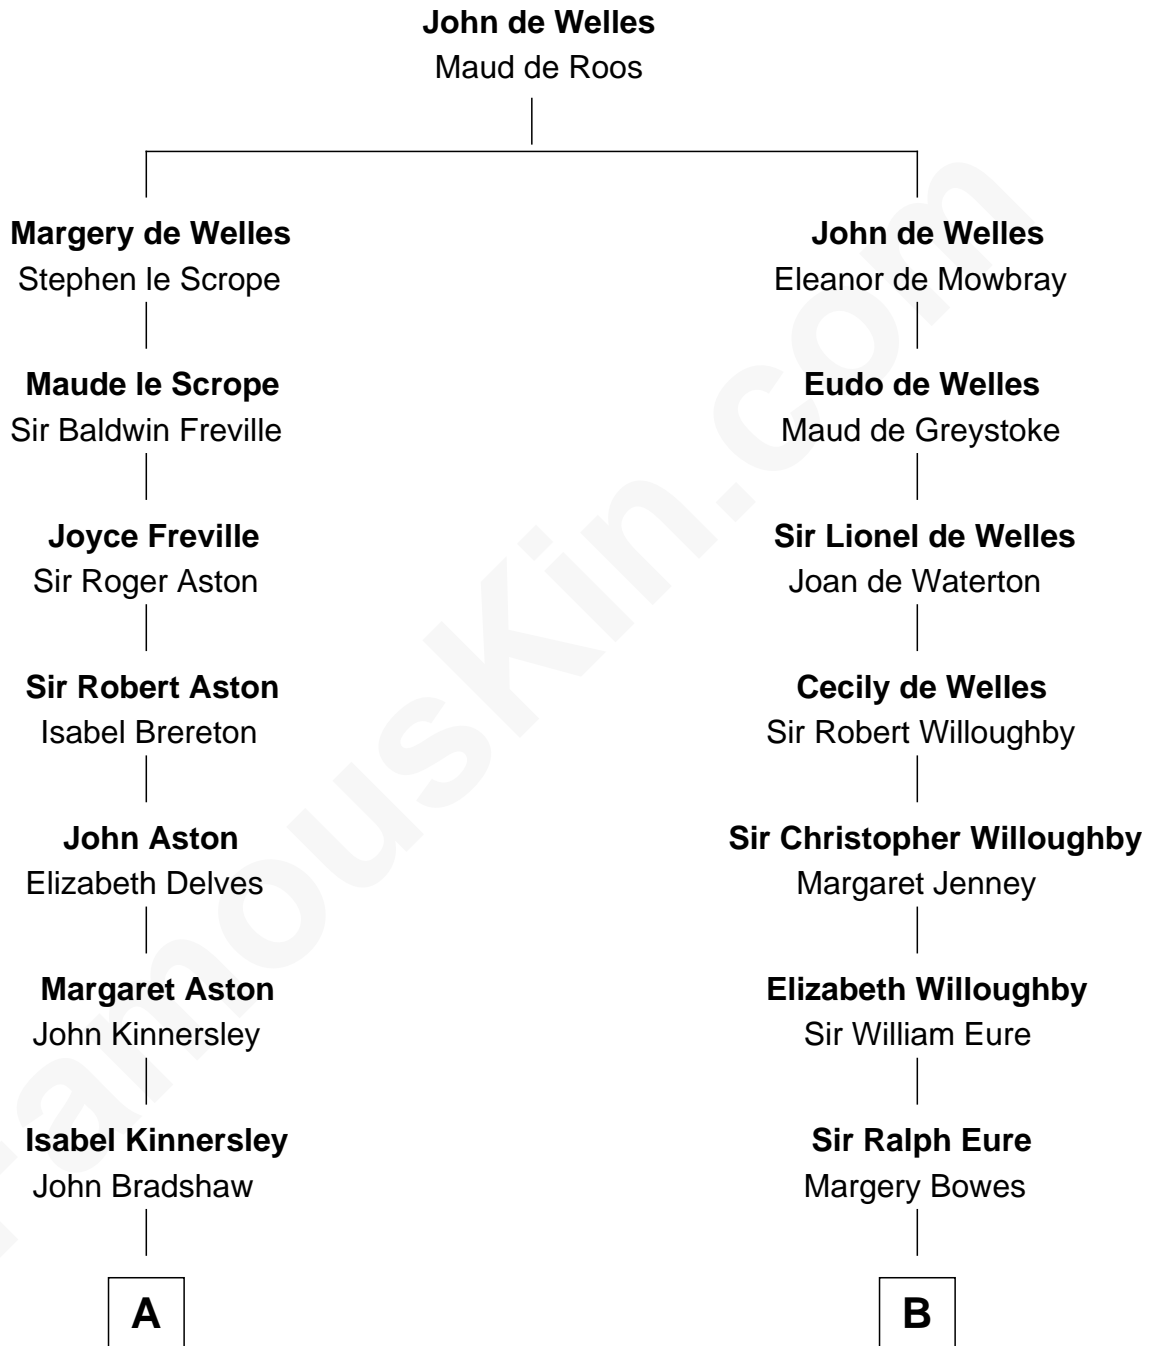 John de Welles
Maud de Roos
Margery de Welles
Stephen le Scrope
John de Welles
Eleanor de Mowbray
Maude le Scrope
Sir Baldwin Freville
Eudo de Welles
Maud de Greystoke
Joyce Freville
Sir Roger Aston
Sir Lionel de Welles
Joan de Waterton
Sir Robert Aston
Isabel Brereton
Cecily de Welles
Sir Robert Willoughby
John Aston
Elizabeth Delves
Sir Christopher Willoughby
Margaret Jenney
Margaret Aston
John Kinnersley
Elizabeth Willoughby
Sir William Eure
Isabel Kinnersley
John Bradshaw
Sir Ralph Eure
Margery Bowes
A
B
FamousKin.com